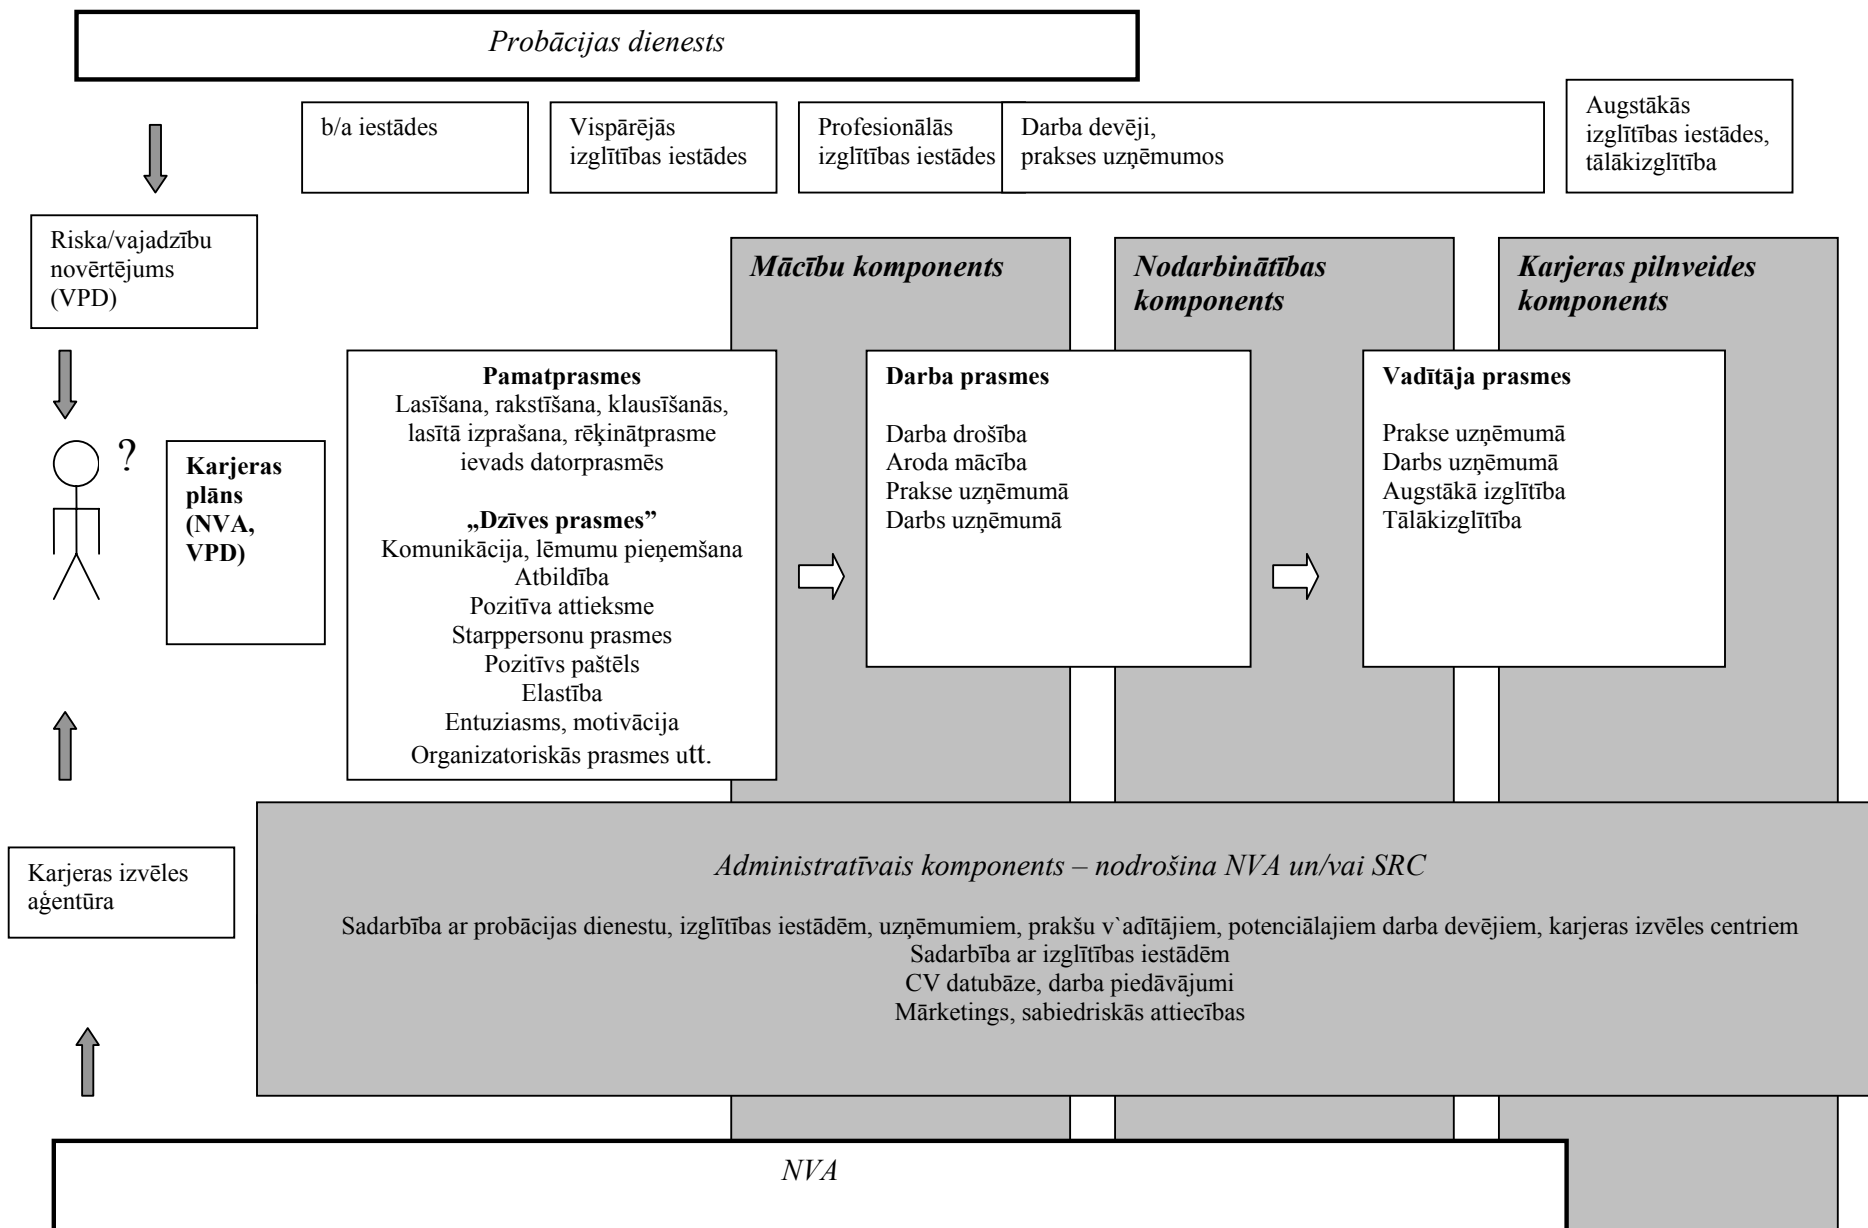 Probācijas dienests
b/a iestādes
Vispārējās
izglītības iestādes
Profesionālās
izglītības iestādes
Darba devēji,
prakses uzņēmumos
Augstākās
izglītības iestādes,
tālākizglītība
Riska/vajadzību
novērtējums
(VPD)
Mācību komponents
Nodarbinātības
komponents
Karjeras pilnveides
komponents
?
Karjeras
plāns
(NVA,
VPD)
Pamatprasmes
Lasīšana, rakstīšana, klausīšanās,
lasītā izprašana, rēķinātprasme
ievads datorprasmēs
„Dzīves prasmes”
Komunikācija, lēmumu pieņemšana
Atbildība
Pozitīva attieksme
Starppersonu prasmes
Pozitīvs paštēls
Elastība
Entuziasms, motivācija
Organizatoriskās prasmes utt.
Darba prasmes
Darba drošība
Aroda mācība
Prakse uzņēmumā
Darbs uzņēmumā
Vadītāja prasmes
Prakse uzņēmumā
Darbs uzņēmumā
Augstākā izglītība
Tālākizglītība
Karjeras izvēles
aģentūra
Administratīvais komponents – nodrošina NVA un/vai SRC
Sadarbība ar probācijas dienestu, izglītības iestādēm, uzņēmumiem, prakšu v`adītājiem, potenciālajiem darba devējiem, karjeras izvēles centriem
Sadarbība ar izglītības iestādēm
CV datubāze, darba piedāvājumi
Mārketings, sabiedriskās attiecības
NVA